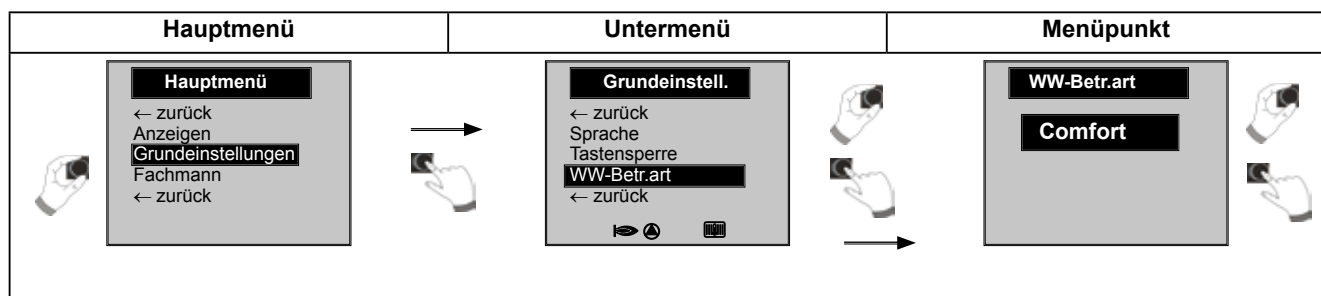 Hauptmenü
Untermenü
Menüpunkt
Hauptmenü
← zurück
Anzeigen
Grundeinstellungen
Fachmann
← zurück
Grundeinstell.
← zurück
Sprache
Tastensperre
WW-Betr.art
← zurück
WW-Betr.art
Comfort